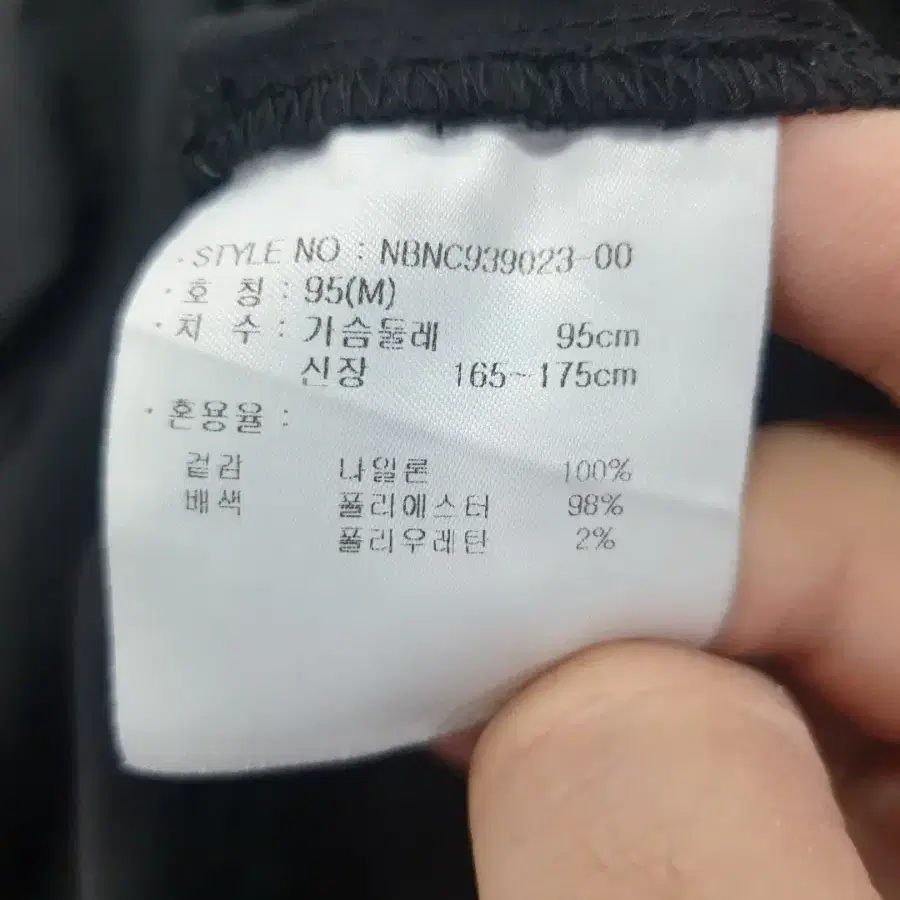 · STYLE NO : NBNC939023-00
· 호 칭 : 95(M)
· 치 수 : 가슴둘레 95cm
신장 165~175cm
· 혼용율 :
겉감 나일론 100%
배색 폴리에스터 98%
폴리우레탄 2%